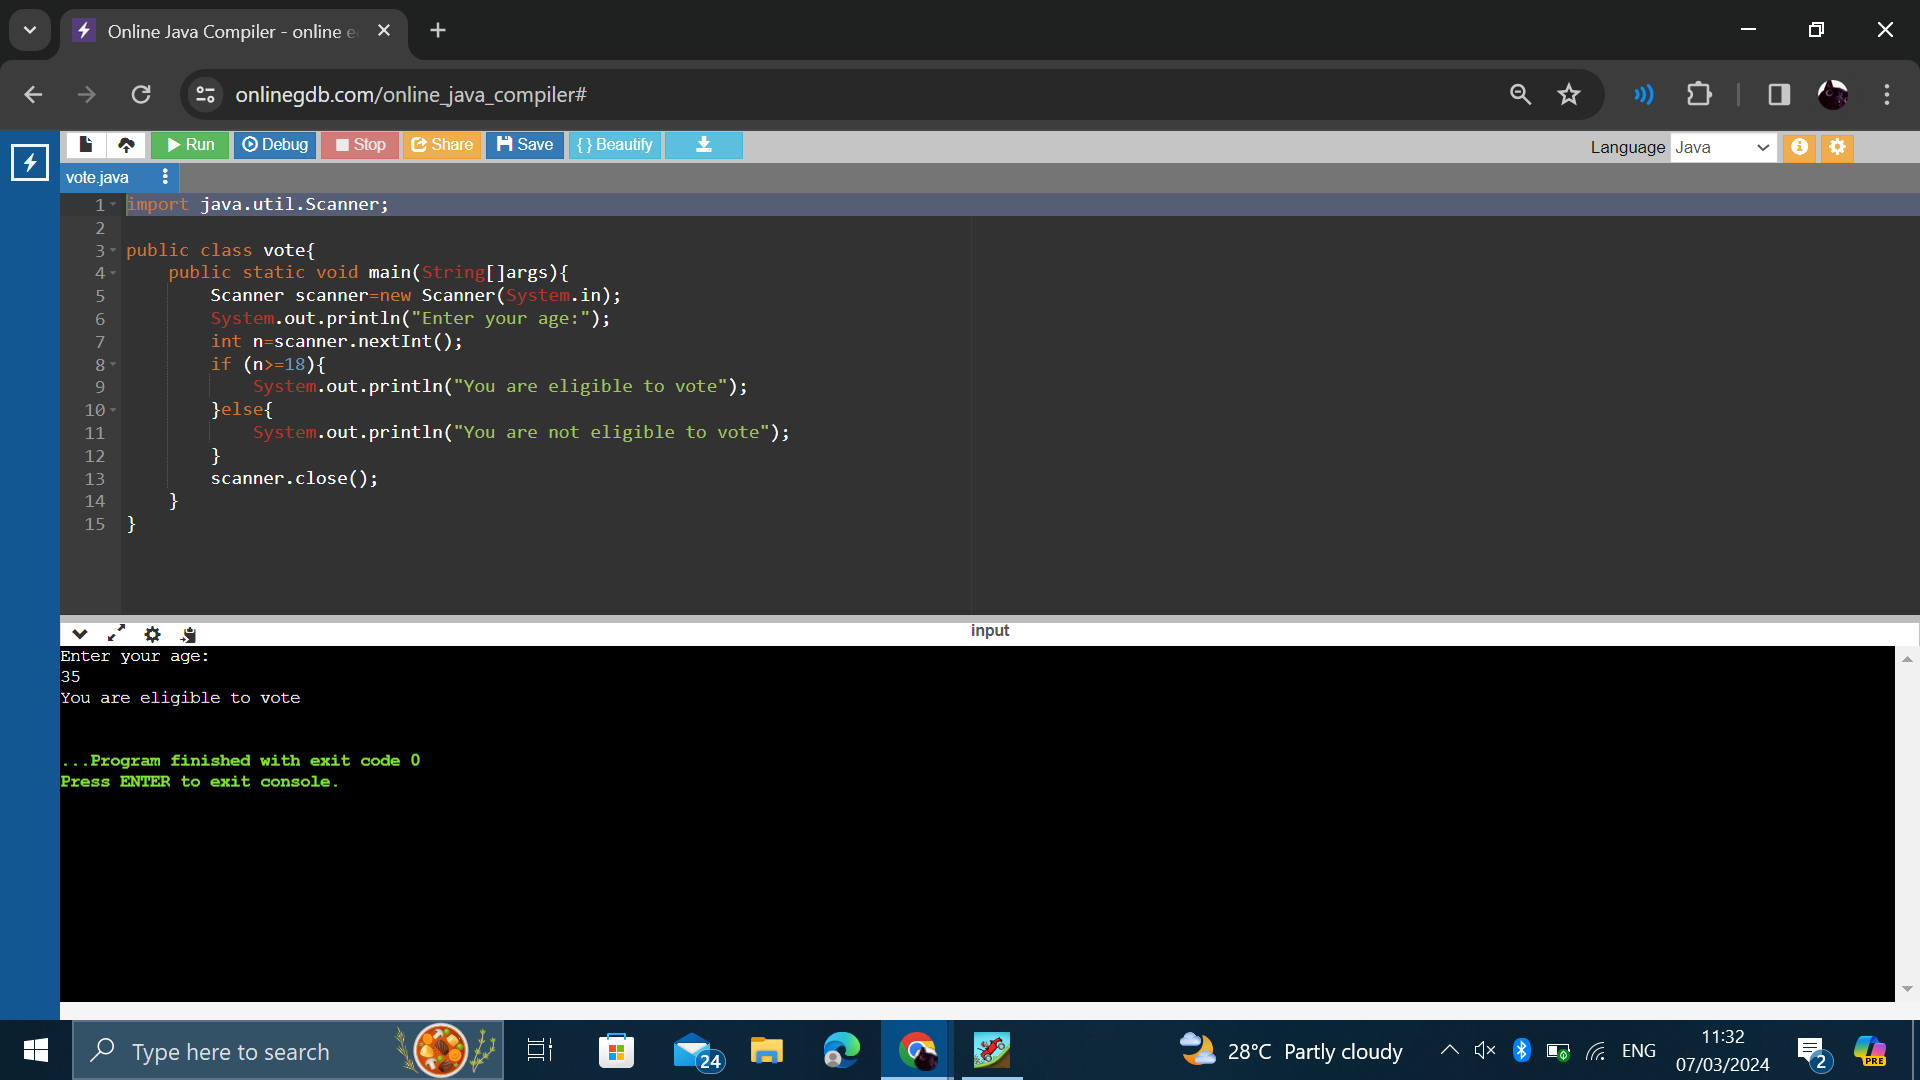 Online Java Compiler - online e
onlinegdb.com/online_java_compiler#
Run Debug Stop Share Save { } Beautify Language Java
vote.java
1 import java.util.Scanner;
2
3 public class vote{
4     public static void main(String[]args){
5         Scanner scanner=new Scanner(System.in);
6         System.out.println("Enter your age:");
7         int n=scanner.nextInt();
8         if (n>=18){
9             System.out.println("You are eligible to vote");
10         }else{
11             System.out.println("You are not eligible to vote");
12         }
13         scanner.close();
14     }
15 }
input
Enter your age:
35
You are eligible to vote
...Program finished with exit code 0
Press ENTER to exit console.
Type here to search 24 28°C Partly cloudy ENG 11:32 2 PRE
07/03/2024